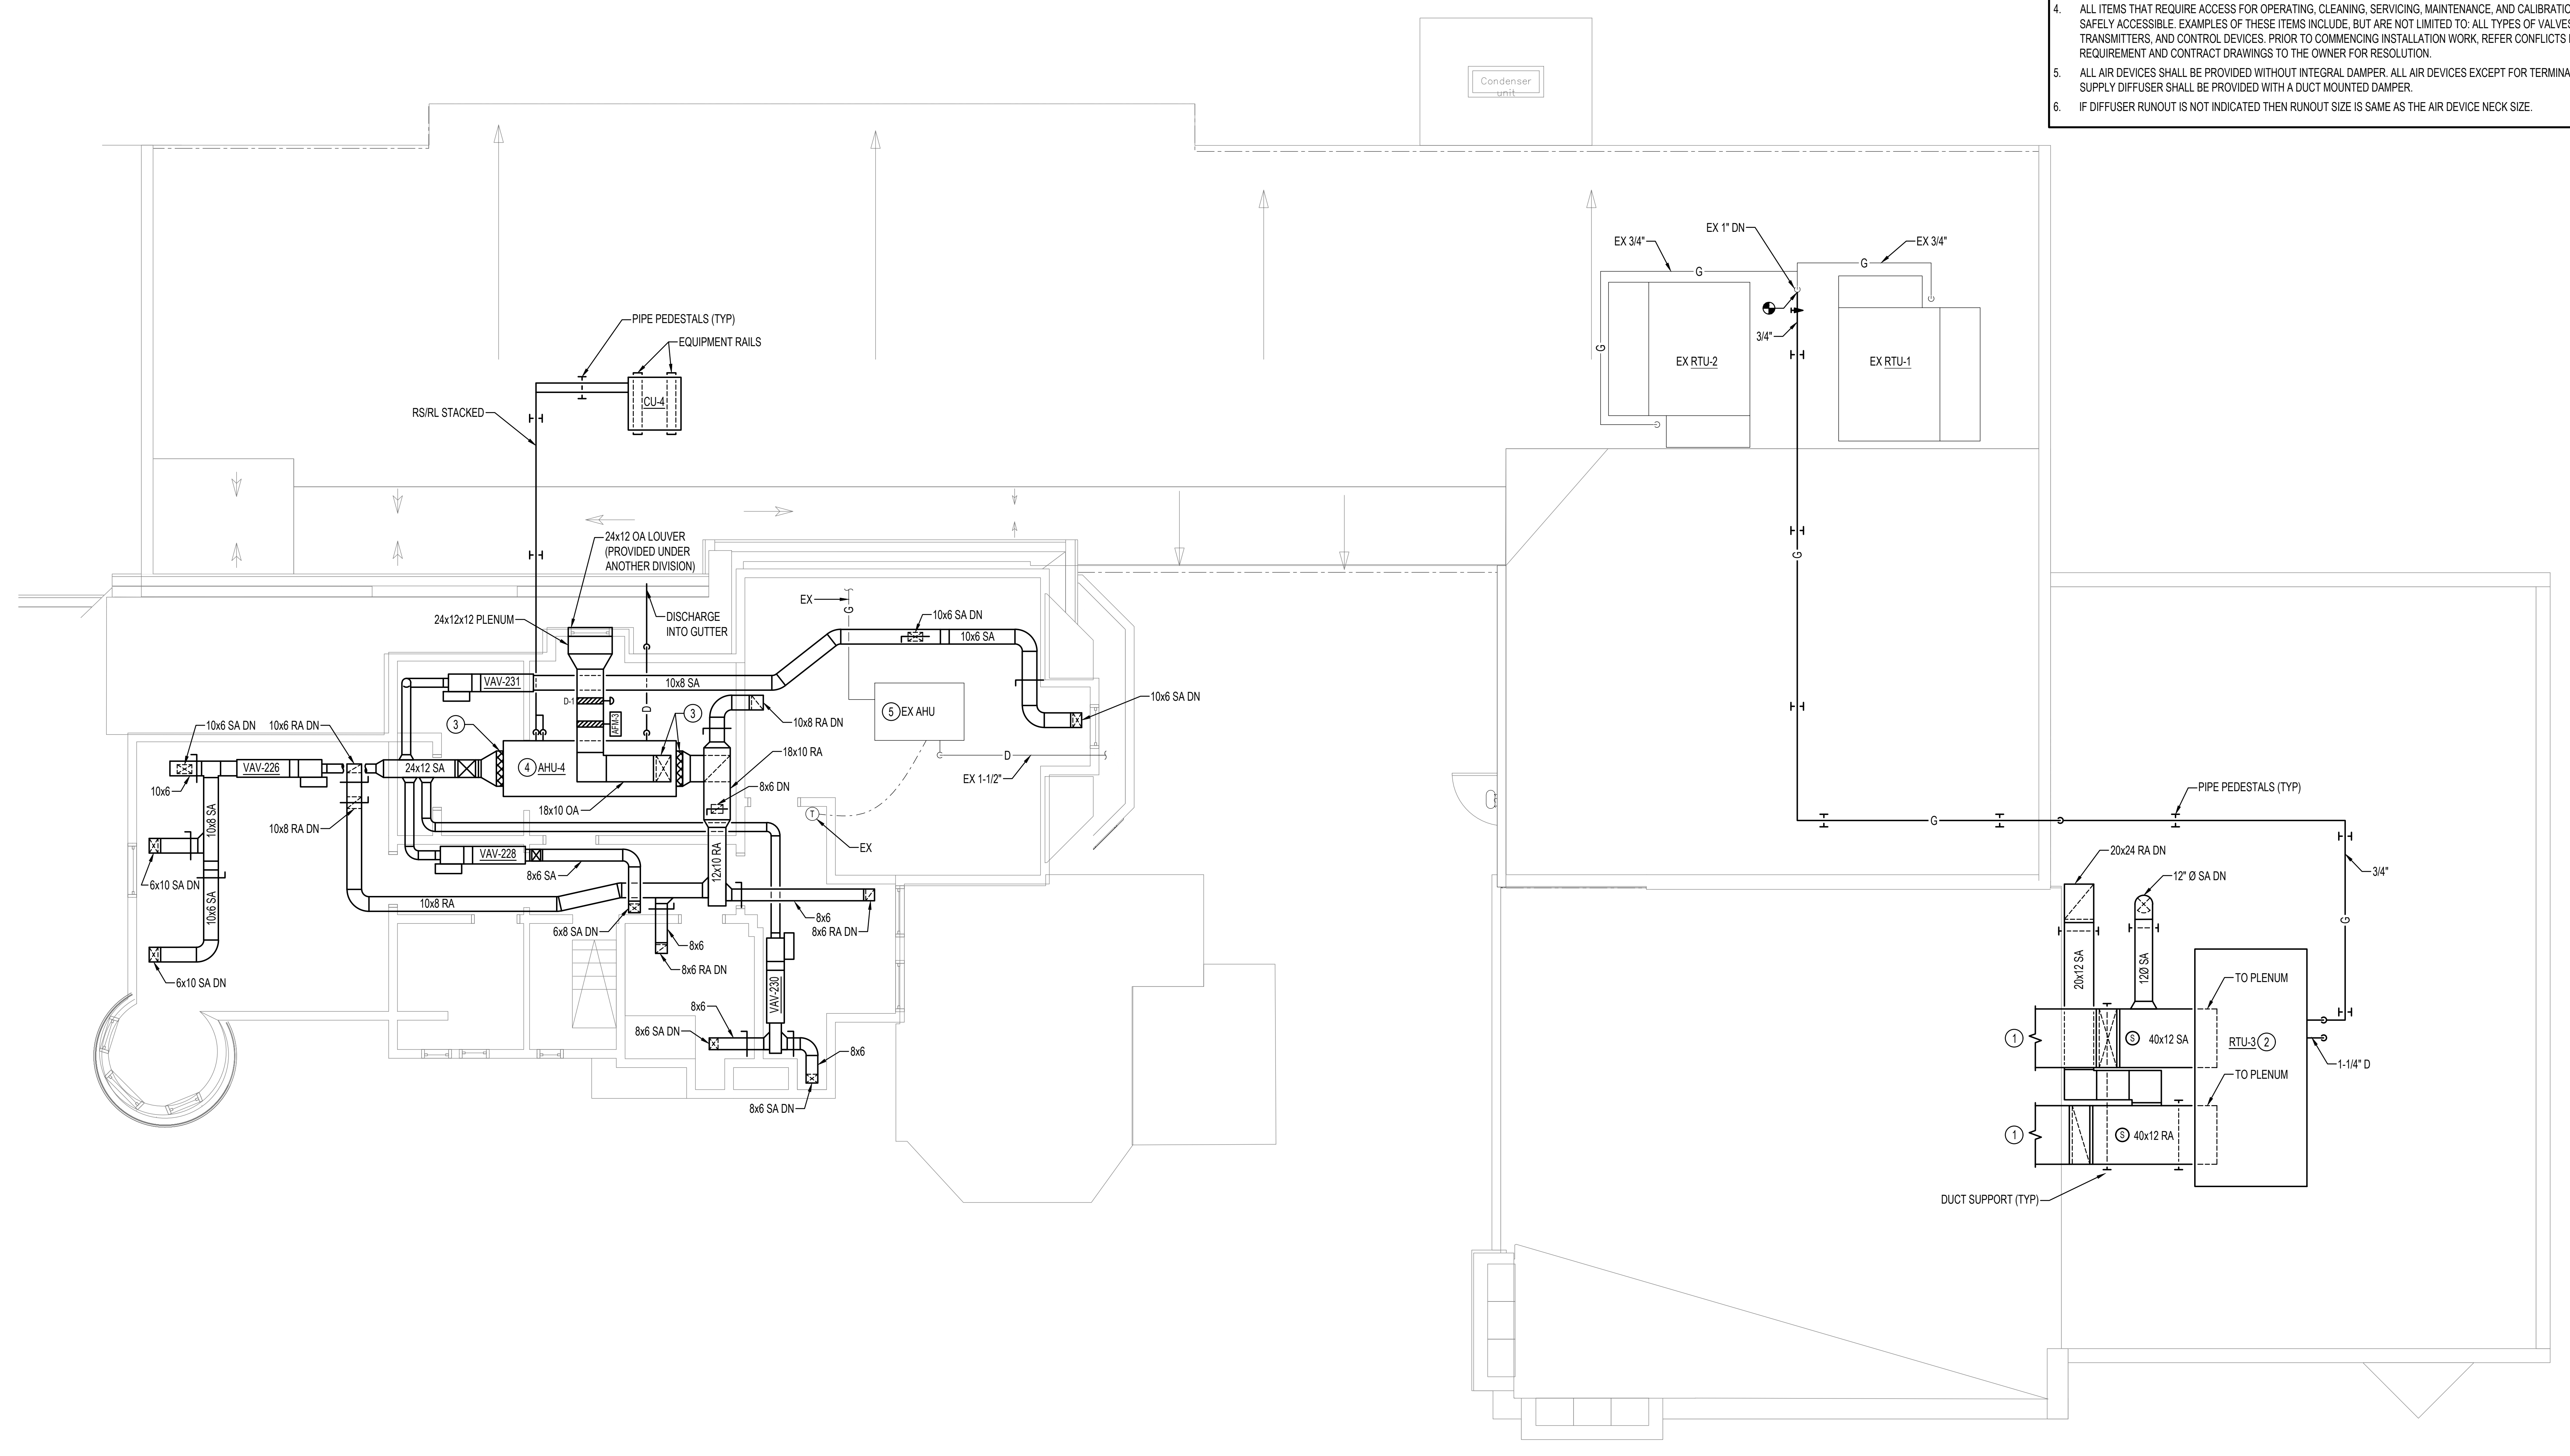 4. ALL ITEMS THAT REQUIRE ACCESS FOR OPERATING, CLEANING, SERVICING, MAINTENANCE, AND CALIBRATIO
SAFELY ACCESSIBLE. EXAMPLES OF THESE ITEMS INCLUDE, BUT ARE NOT LIMITED TO: ALL TYPES OF VALVES
TRANSMITTERS, AND CONTROL DEVICES. PRIOR TO COMMENCING INSTALLATION WORK, REFER CONFLICTS
REQUIREMENT AND CONTRACT DRAWINGS TO THE OWNER FOR RESOLUTION.
5. ALL AIR DEVICES SHALL BE PROVIDED WITHOUT INTEGRAL DAMPER. ALL AIR DEVICES EXCEPT FOR TERMINA
SUPPLY DIFFUSER SHALL BE PROVIDED WITH A DUCT MOUNTED DAMPER.
6. IF DIFFUSER RUNOUT IS NOT INDICATED THEN RUNOUT SIZE IS SAME AS THE AIR DEVICE NECK SIZE.
Condenser
unit
EX 1" DN
EX 3/4"
EX 3/4"
G
G
3/4"
G
EX RTU-2
EX RTU-1
PIPE PEDESTALS (TYP)
EQUIPMENT RAILS
CU-4
RS/RL STACKED
24x12 OA LOUVER
(PROVIDED UNDER
ANOTHER DIVISION)
G
EX
G
DISCHARGE
INTO GUTTER
24x12x12 PLENUM
10x6 SA DN
10x6 SA
VAV-231
10x8 SA
10x6 SA DN
D-1
AFM-3
D
3
3
5 EX AHU
10x8 RA DN
10x6 SA DN
10x6 RA DN
18x10 RA
D
EX 1-1/2"
VAV-226
24x12 SA
4 AHU-4
8x6 DN
10x6
18x10 OA
PIPE PEDESTALS (TYP)
10x8 SA
10x8 RA DN
T
G
EX
VAV-228
8x6 SA
12x10 RA
20x24 RA DN
3/4"
12" Ø SA DN
6x10 SA DN
10x6 SA
10x8 RA
8x6
6x8 SA DN
8x6 RA DN
G
8x6
8x6 RA DN
20x12 SA
12Ø SA
TO PLENUM
6x10 SA DN
VAV-230
8x6
8x6 SA DN
8x6
1
S
40x12 SA
RTU-3 2
1-1/4" D
TO PLENUM
8x6 SA DN
1
S
40x12 RA
DUCT SUPPORT (TYP)